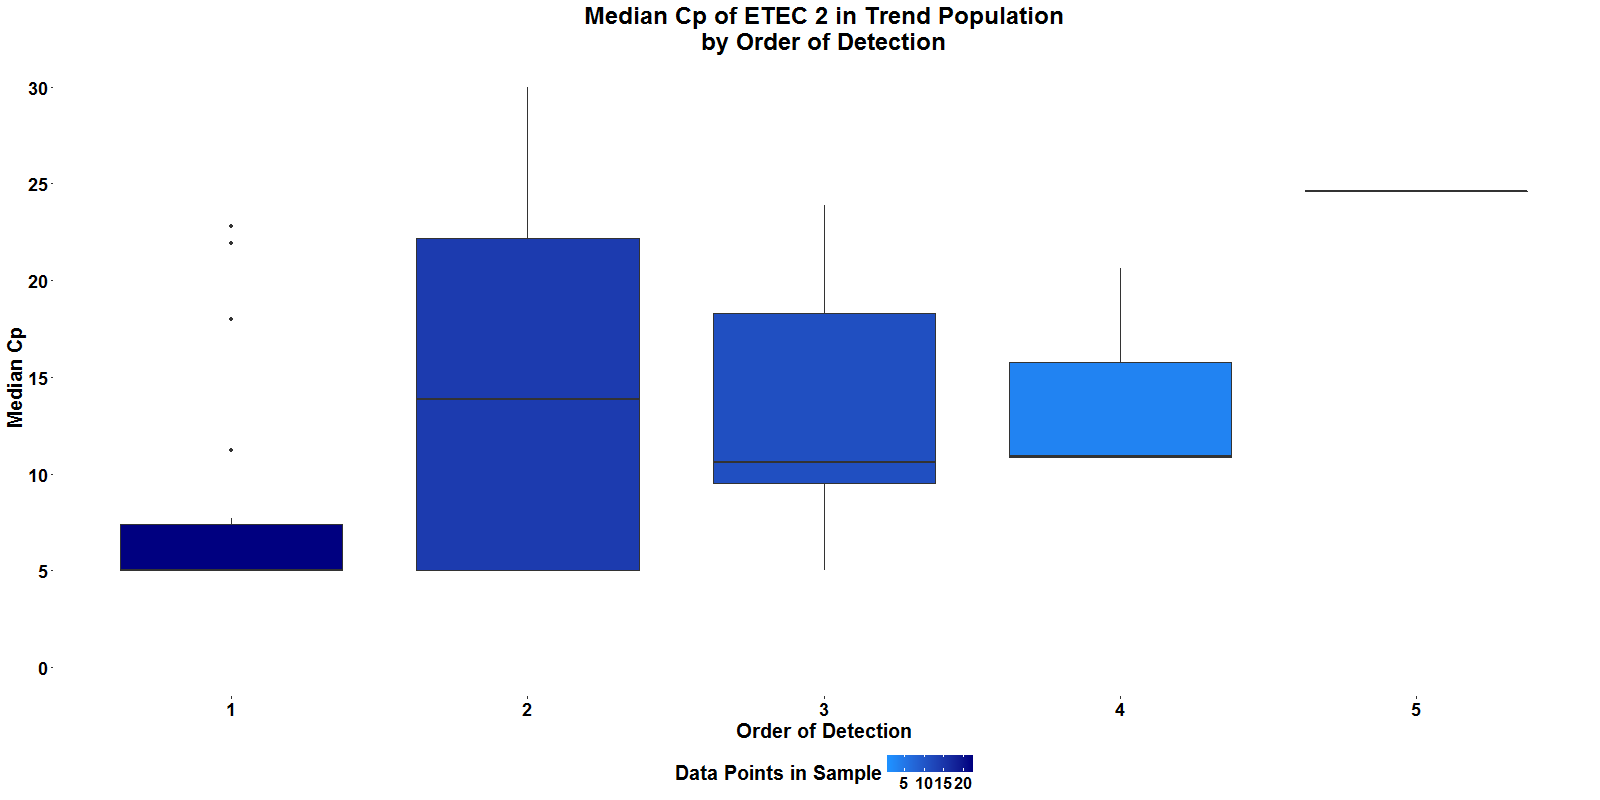 Median Cp of ETEC 2 in Trend Population
by Order of Detection
30
25
20
15
10
5
0
Median Cp
1 2 3 4 5
Order of Detection
Data Points in Sample
5 10 15 20